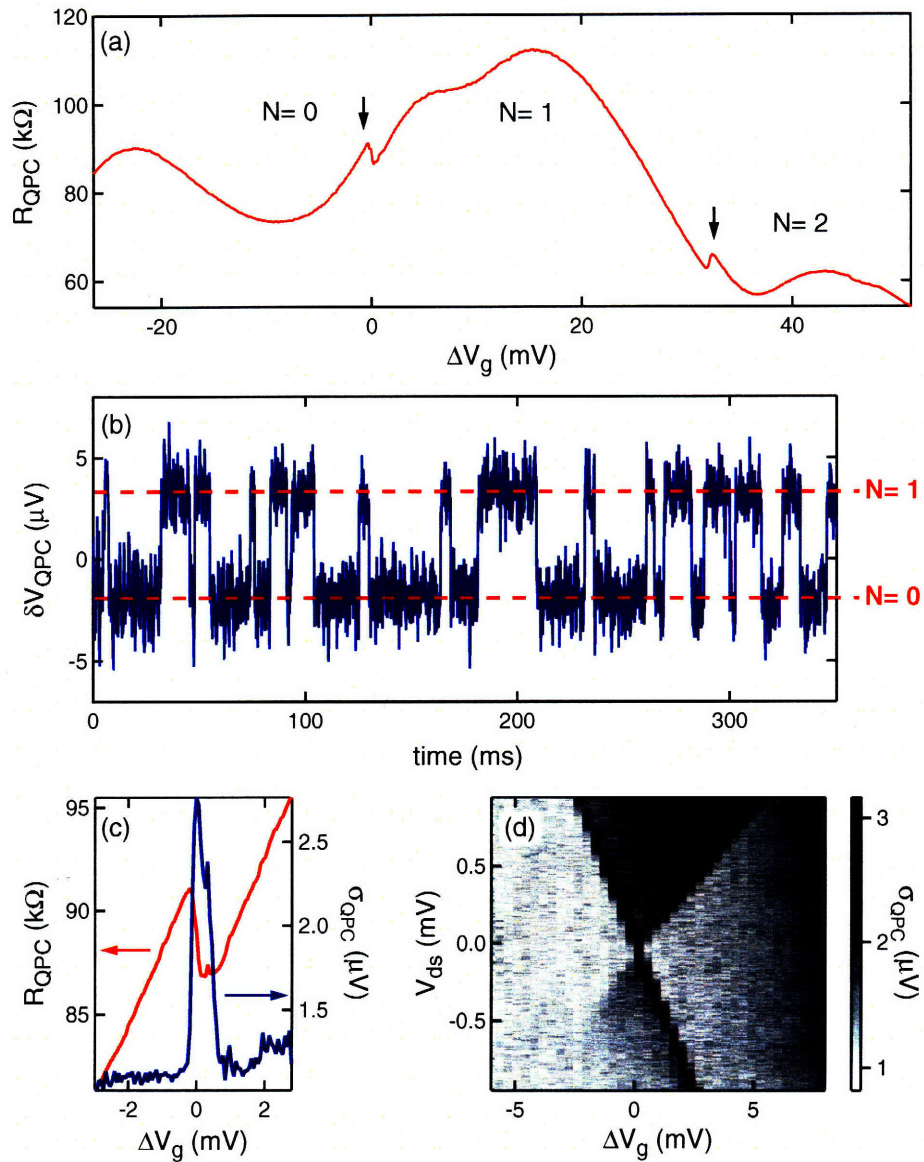 (a)
120
100
80
60
R_QPC (kΩ)
N= 0
N= 1
N= 2
-20
0
20
40
ΔV_g (mV)
(b)
5
0
-5
δV_QPC (μV)
N= 1
N= 0
0
100
200
300
time (ms)
(c)
95
90
85
R_QPC (kΩ)
2.5
2.0
1.5
σ_QPC (μV)
-2
0
2
ΔV_g (mV)
(d)
0.5
0.0
-0.5
V_ds (mV)
-5
0
5
ΔV_g (mV)
3
2
1
σ_QPC (μV)